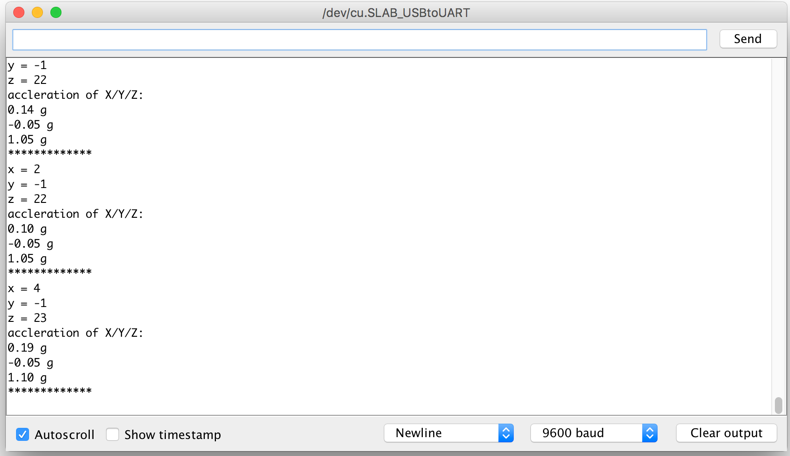 /dev/cu.SLAB_USBtoUART
Send
y = -1
z = 22
accleration of X/Y/Z:
0.14 g
-0.05 g
1.05 g
*************
x = 2
y = -1
z = 22
accleration of X/Y/Z:
0.10 g
-0.05 g
1.05 g
*************
x = 4
y = -1
z = 23
accleration of X/Y/Z:
0.19 g
-0.05 g
1.10 g
*************
Autoscroll Show timestamp Newline 9600 baud Clear output